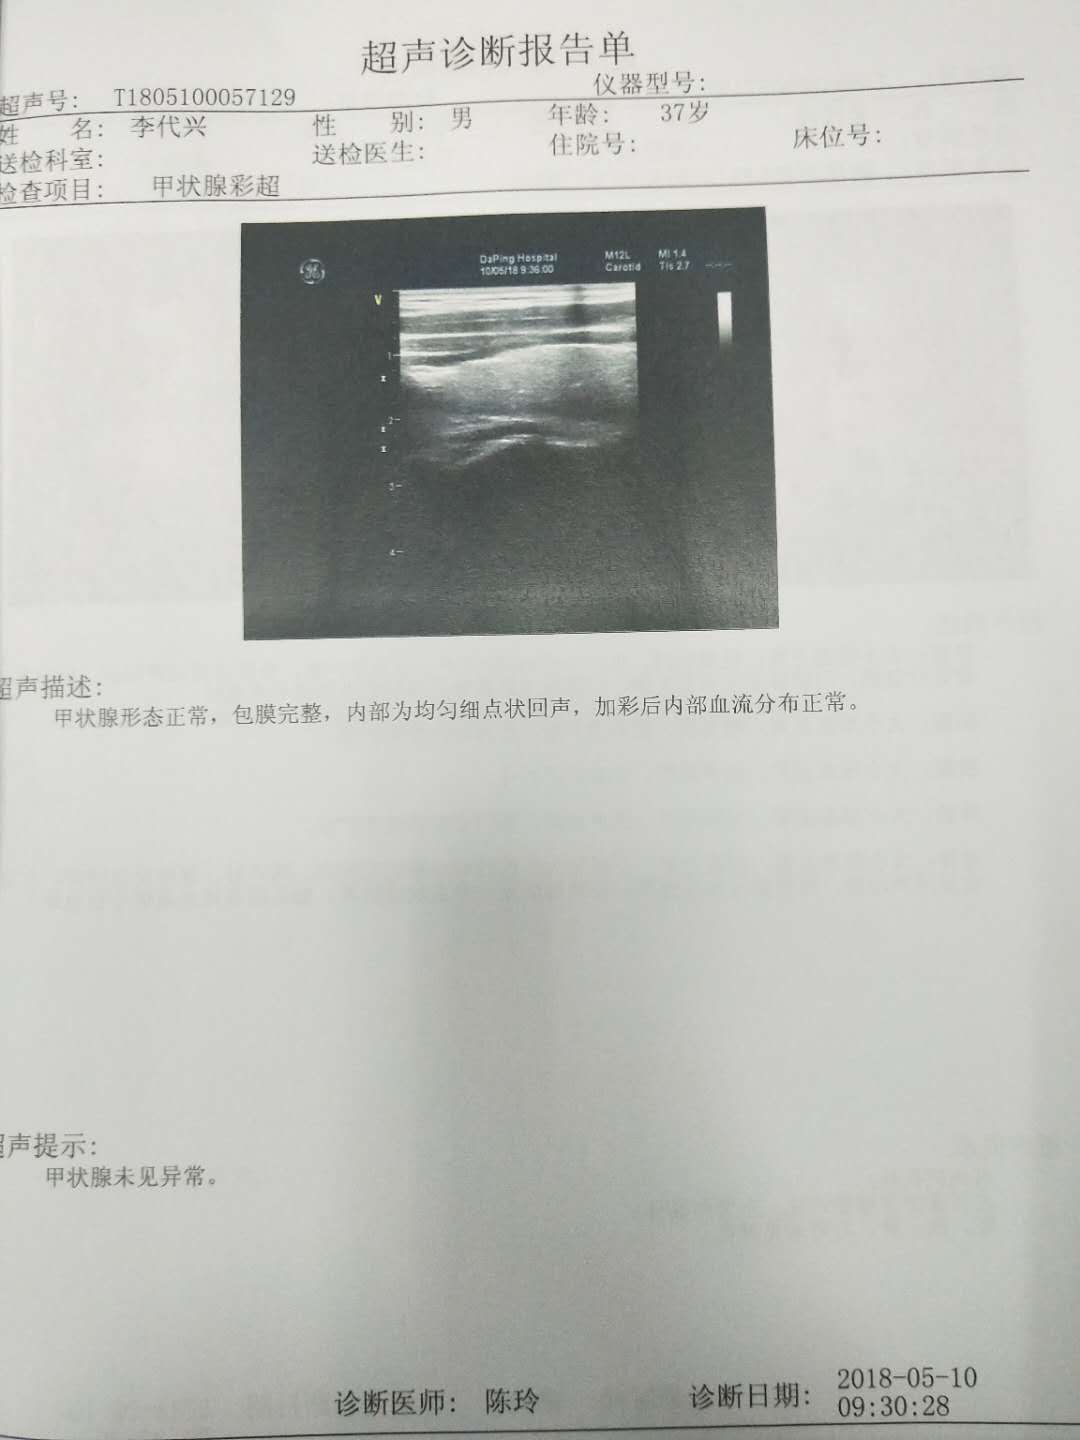 超声诊断报告单
超声号: T1805100057129 仪器型号:
姓 名: 李代兴 性 别: 男 年龄: 37岁
送检科室: 送检医生: 住院号: 床位号:
检查项目: 甲状腺彩超
DaPing Hospital M12L MI 1.4
10/05/18 9:36:00 Carotid TIs 2.7
V
1
2
3
4
超声描述:
甲状腺形态正常，包膜完整，内部为均匀细点状回声，加彩后内部血流分布正常。
超声提示:
甲状腺未见异常。
诊断医师: 陈玲 诊断日期: 2018-05-10
09:30:28